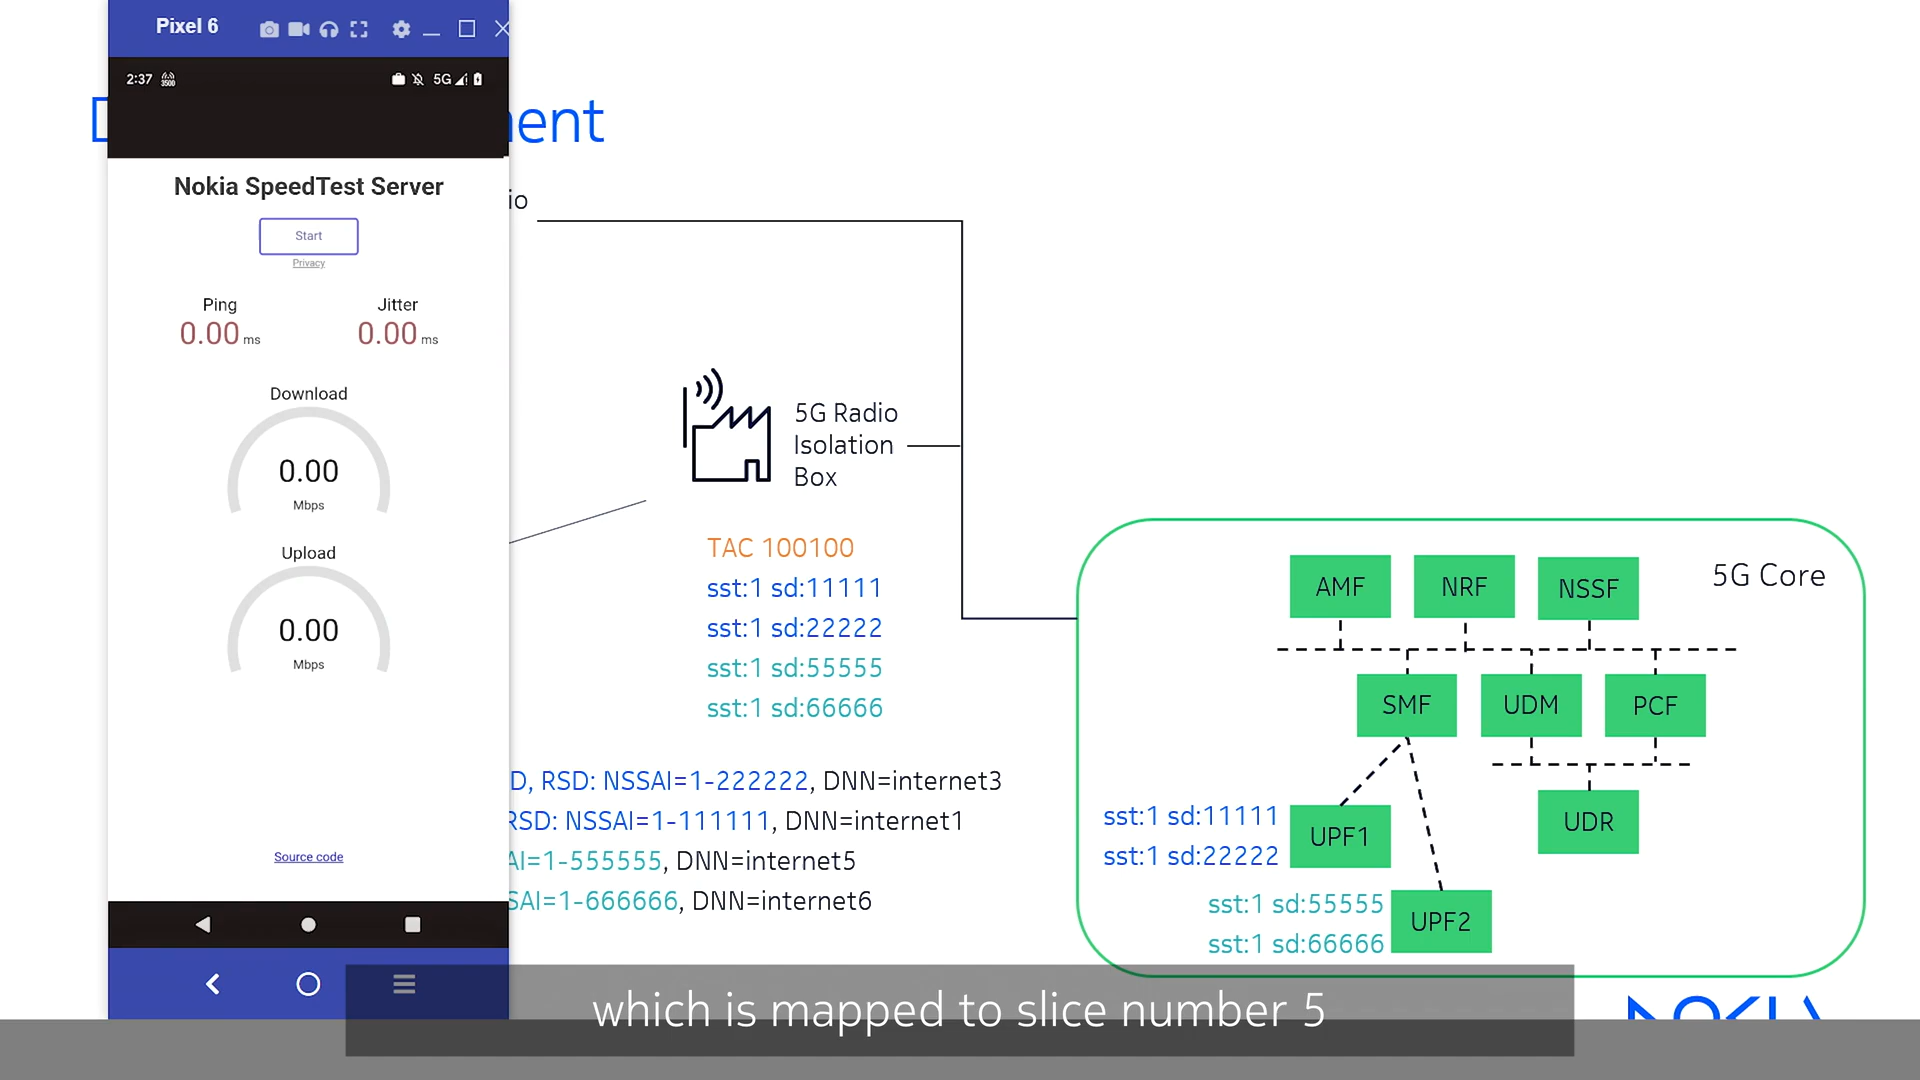 Pixel 6
2:37
3500
5G
ent
Nokia SpeedTest Server
io
Start
Privacy
Ping
Jitter
0.00 ms
0.00 ms
Download
0.00
Mbps
Upload
0.00
Mbps
Source code
5G Radio
Isolation
Box
TAC 100100
sst:1 sd:11111
sst:1 sd:22222
sst:1 sd:55555
sst:1 sd:66666
D, RSD: NSSAI=1-222222, DNN=internet3
RSD: NSSAI=1-111111, DNN=internet1
AI=1-555555, DNN=internet5
SAI=1-666666, DNN=internet6
5G Core
AMF
NRF
NSSF
SMF
UDM
PCF
UDR
sst:1 sd:11111
sst:1 sd:22222
UPF1
sst:1 sd:55555
sst:1 sd:66666
UPF2
NOKIA
which is mapped to slice number 5